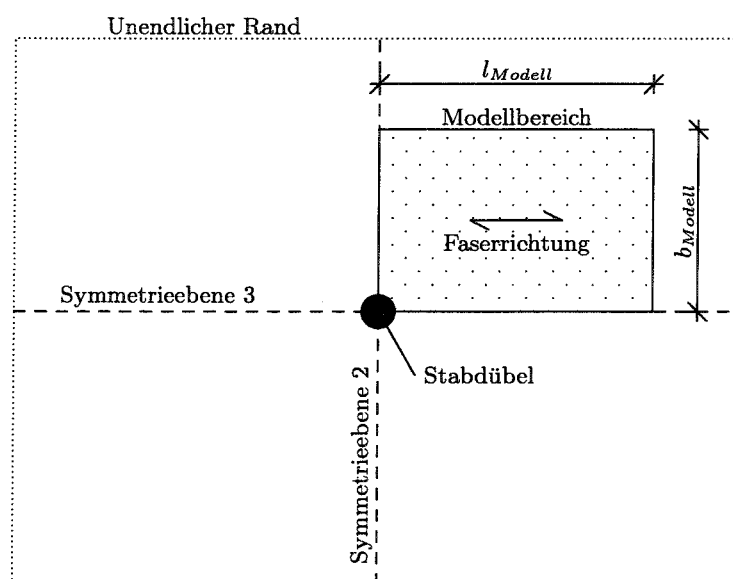 Unendlicher Rand
l_Modell
Modellbereich
b_Modell
Faserrichtung
Symmetrieebene 3
Stabdübel
Symmetrieebene 2